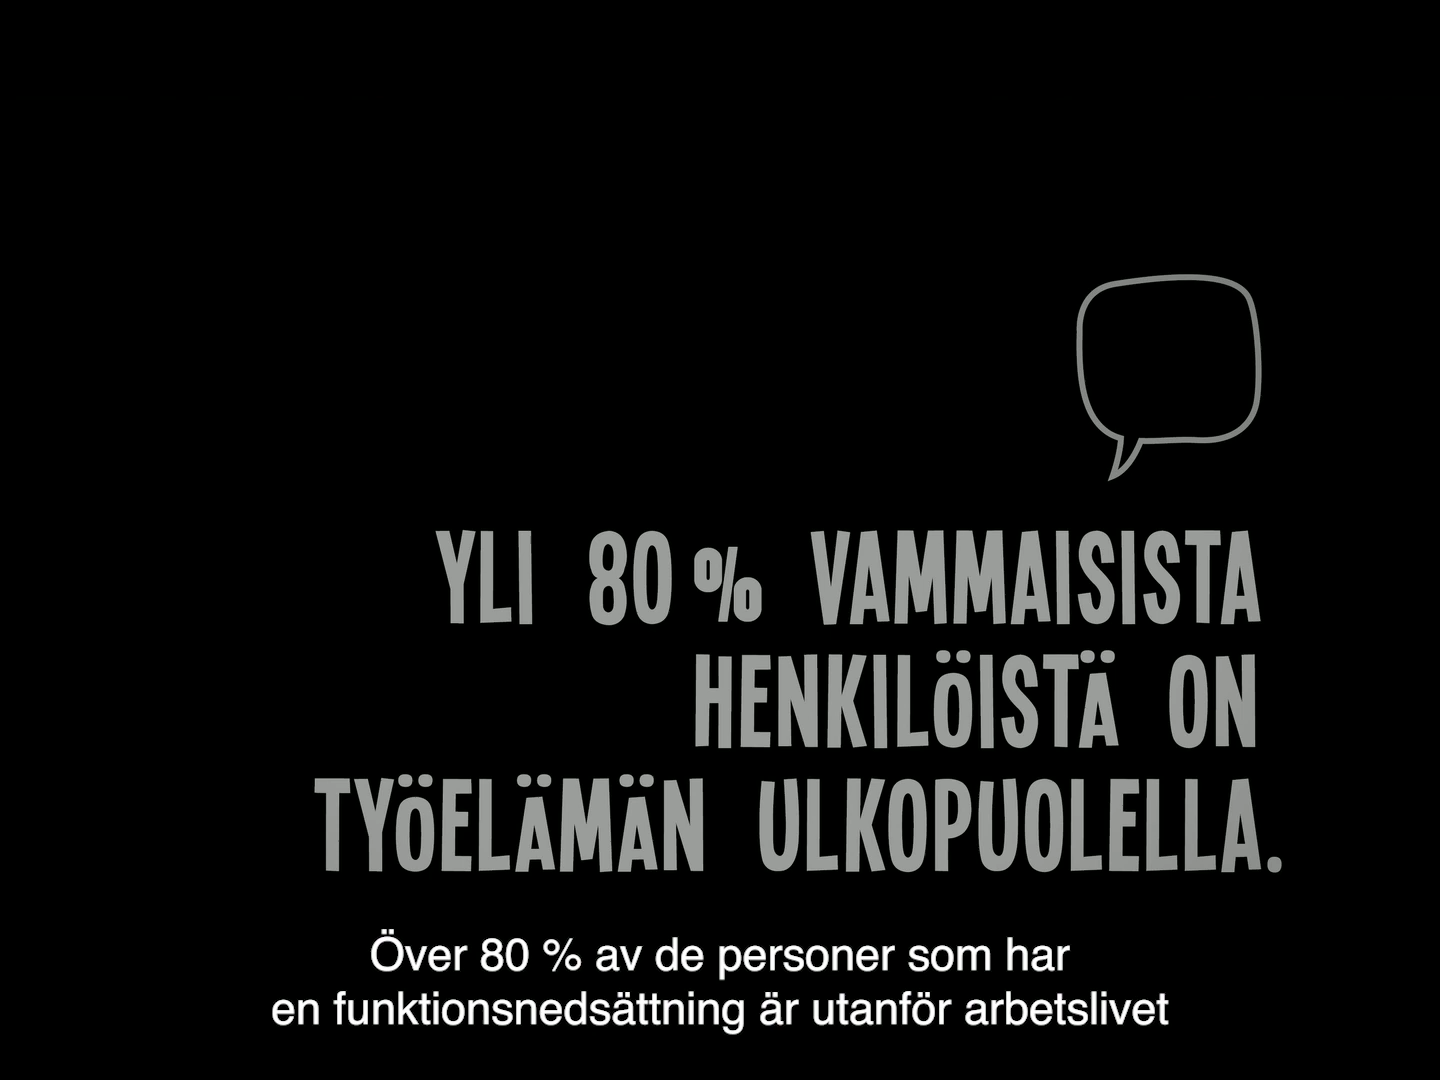 YLI 80 % VAMMAISISTA
HENKILÖISTÄ ON
TYÖELÄMÄN ULKOPUOLELLA.
Över 80 % av de personer som har
en funktionsnedsättning är utanför arbetslivet